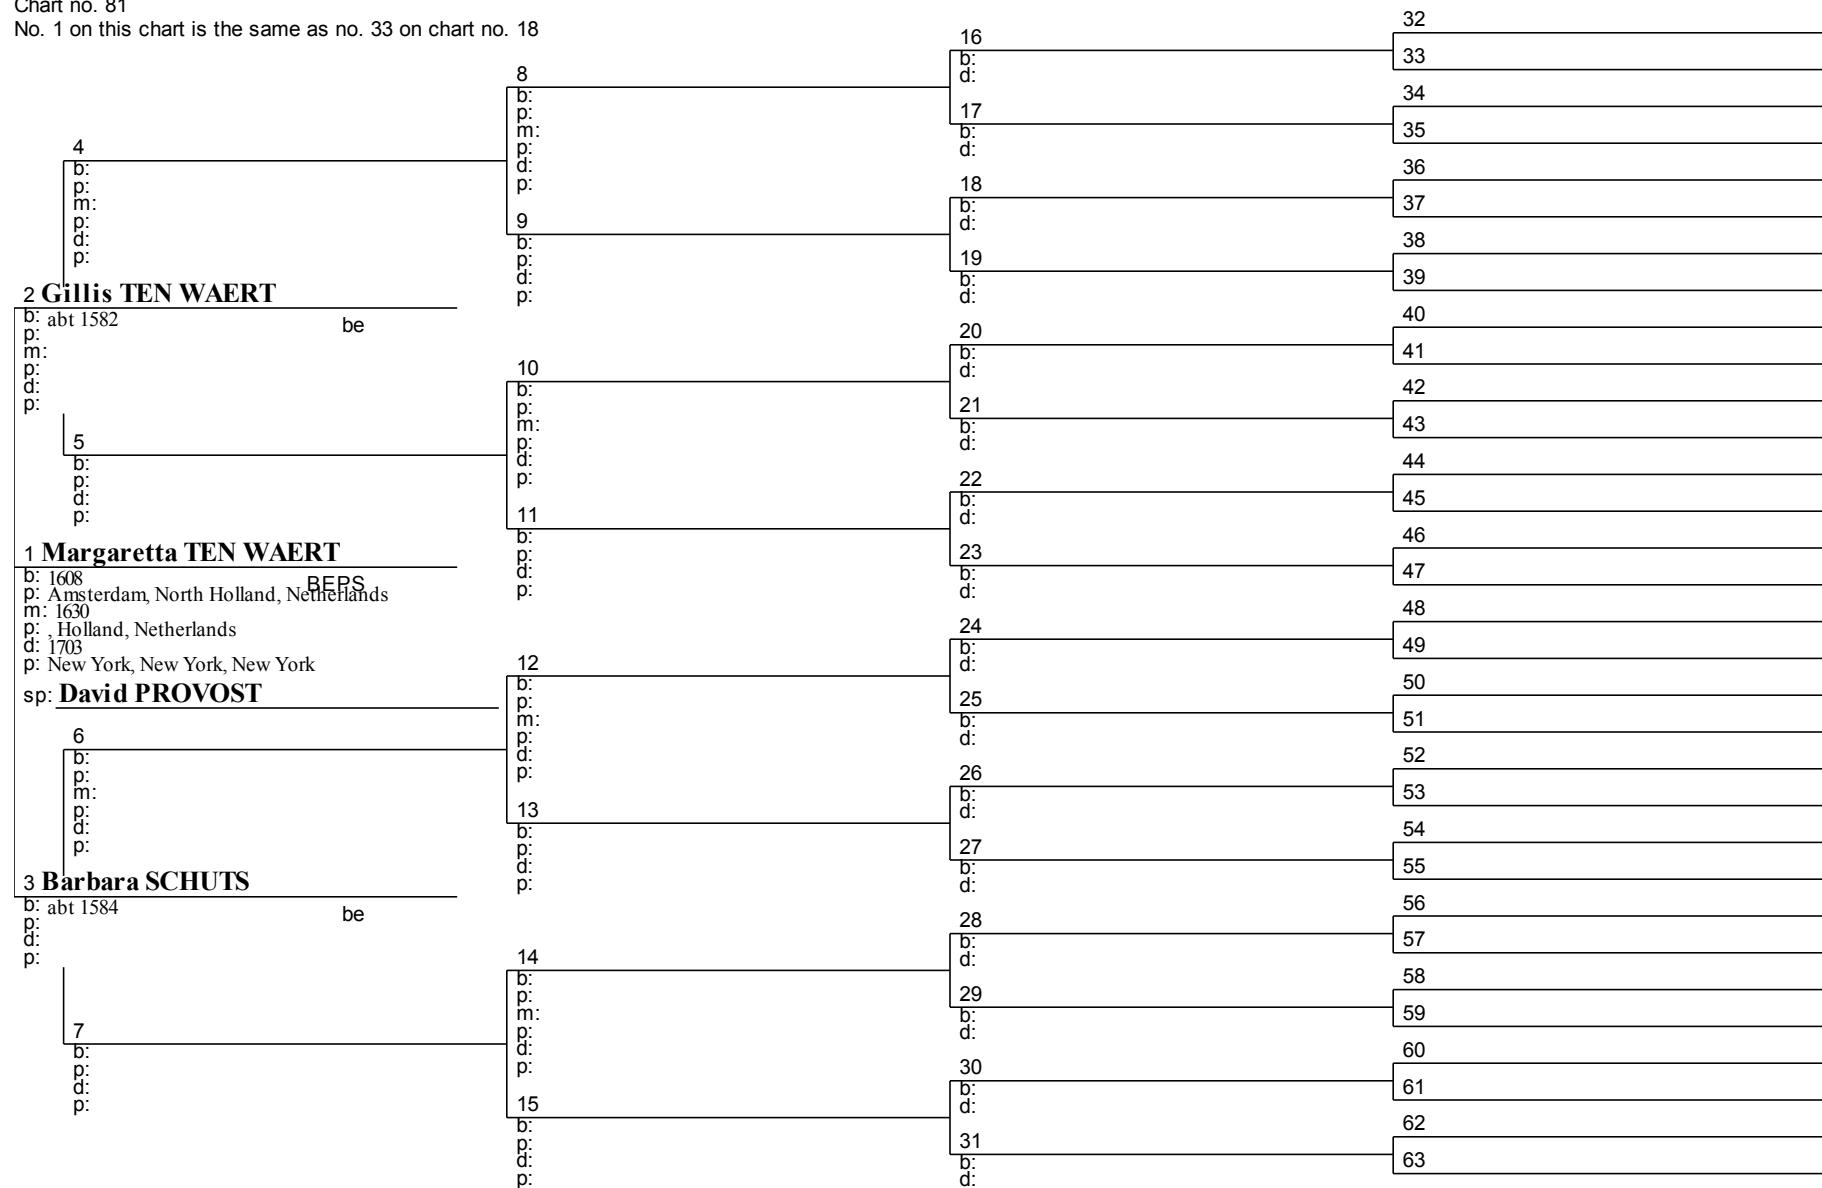 Chart no. 81
No. 1 on this chart is the same as no. 33 on chart no. 18
4
b:
p:
m:
p:
d:
p:
2 Gillis TEN WAERT
b: abt 1582
be
p:
m:
p:
d:
p:
5
b:
p:
d:
p:
1 Margaretta TEN WAERT
b: 1608
BEPS
p: Amsterdam, North Holland, Netherlands
m: 1630
p: , Holland, Netherlands
d: 1703
p: New York, New York, New York
sp: David PROVOST
6
b:
p:
m:
p:
d:
p:
3 Barbara SCHUTS
b: abt 1584
be
p:
d:
p:
7
b:
p:
d:
p:
8
b:
p:
m:
p:
d:
p:
9
b:
p:
d:
p:
10
b:
p:
m:
p:
d:
p:
11
b:
p:
d:
p:
12
b:
p:
m:
p:
d:
p:
13
b:
p:
d:
p:
14
b:
p:
m:
p:
d:
p:
15
b:
p:
d:
p:
16
b:
d:
17
b:
d:
18
b:
d:
19
b:
d:
20
b:
d:
21
b:
d:
22
b:
d:
23
b:
d:
24
b:
d:
25
b:
d:
26
b:
d:
27
b:
d:
28
b:
d:
29
b:
d:
30
b:
d:
31
b:
d:
32
33
34
35
36
37
38
39
40
41
42
43
44
45
46
47
48
49
50
51
52
53
54
55
56
57
58
59
60
61
62
63